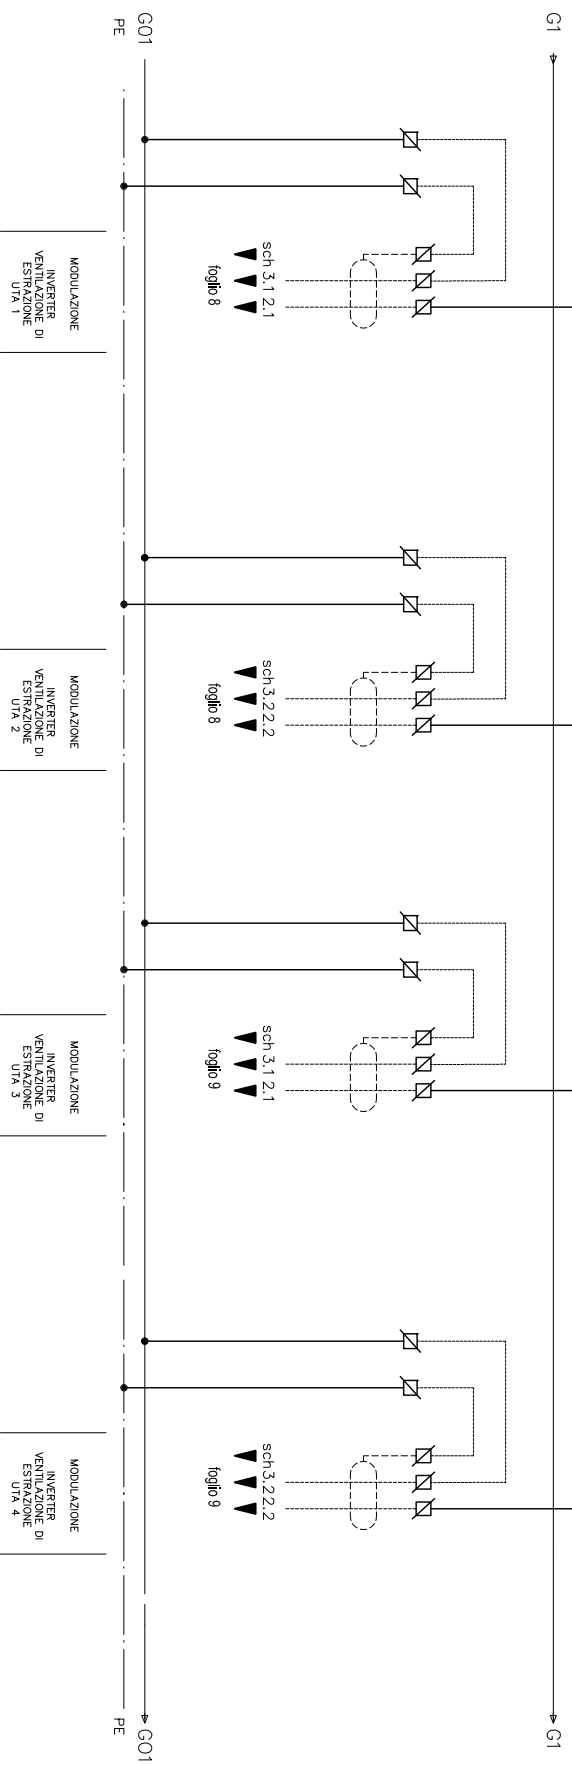 G1
G01
PE
sch 3.1 2.1
foglio 8
MODULAZIONE
INVERTER
VENTILAZIONE DI
ESTRAZIONE
UTA 1
sch3.22.2
foglio 8
MODULAZIONE
INVERTER
VENTILAZIONE DI
ESTRAZIONE
UTA 2
sch 3.1 2.1
foglio 9
MODULAZIONE
INVERTER
VENTILAZIONE DI
ESTRAZIONE
UTA 3
sch3.22.2
foglio 9
MODULAZIONE
INVERTER
VENTILAZIONE DI
ESTRAZIONE
UTA 4
G1
G01
PE